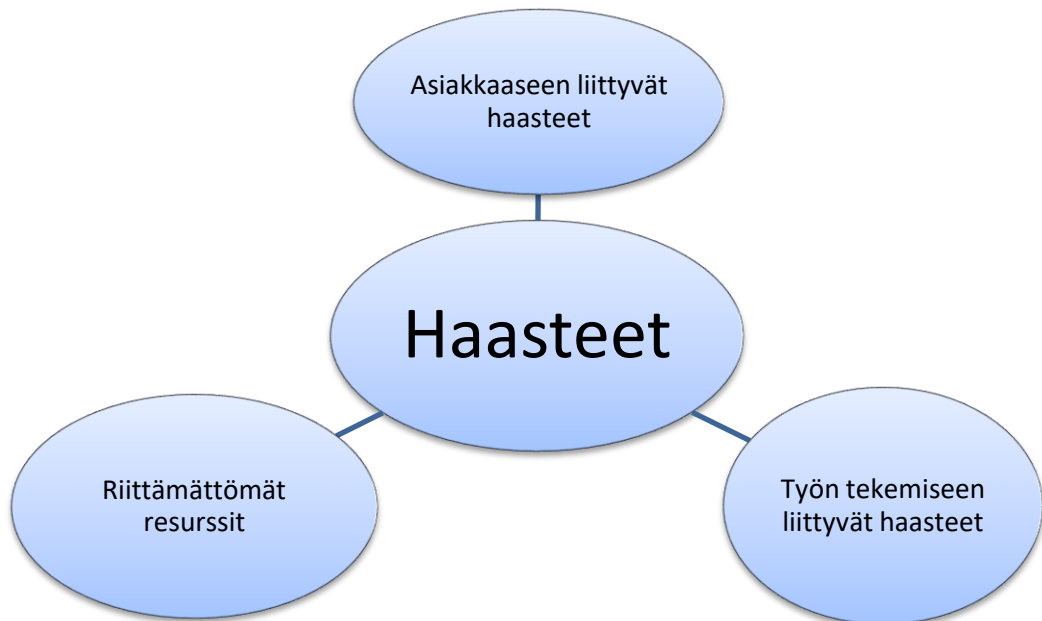 Asiakkaaseen liittyvät
haasteet
Haasteet
Riittämättömät
resurssit
Työn tekemiseen
liittyvät haasteet